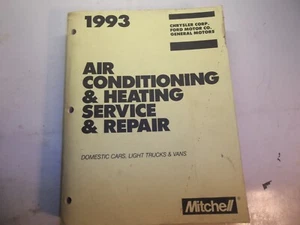 1993
CHRYSLER CORP.
FORD MOTOR CO.
GENERAL MOTORS
AIR
CONDITIONING
& HEATING
SERVICE
& REPAIR
DOMESTIC CARS, LIGHT TRUCKS & VANS
Mitchell